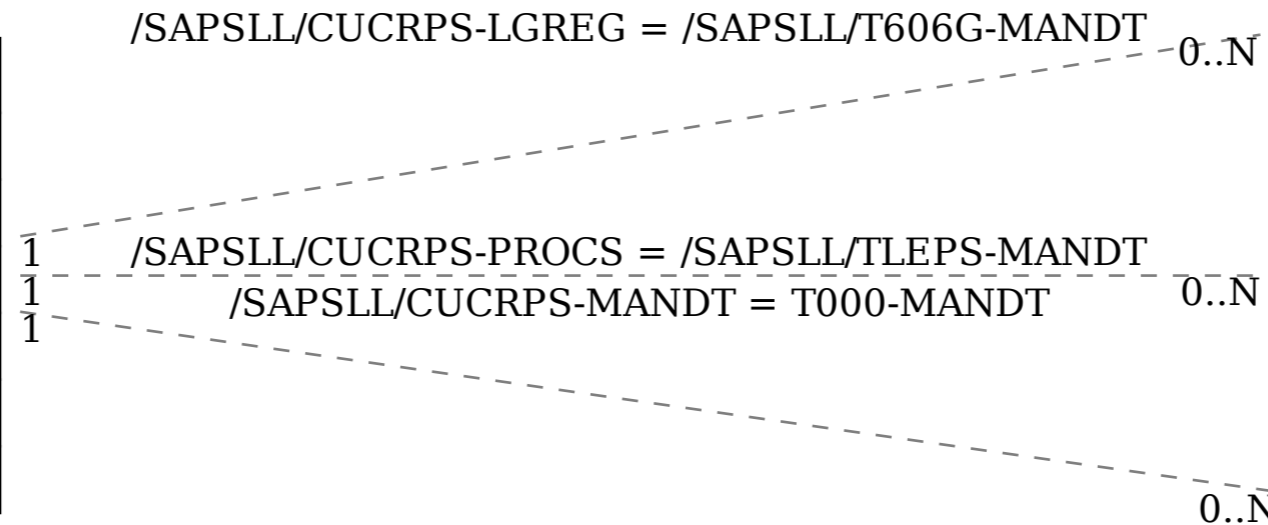 /SAPSLL/CUCRPS-LGREG = /SAPSLL/T606G-MANDT
0..N
1
/SAPSLL/CUCRPS-PROCS = /SAPSLL/TLEPS-MANDT
1
0..N
/SAPSLL/CUCRPS-MANDT = T000-MANDT
1
0..N